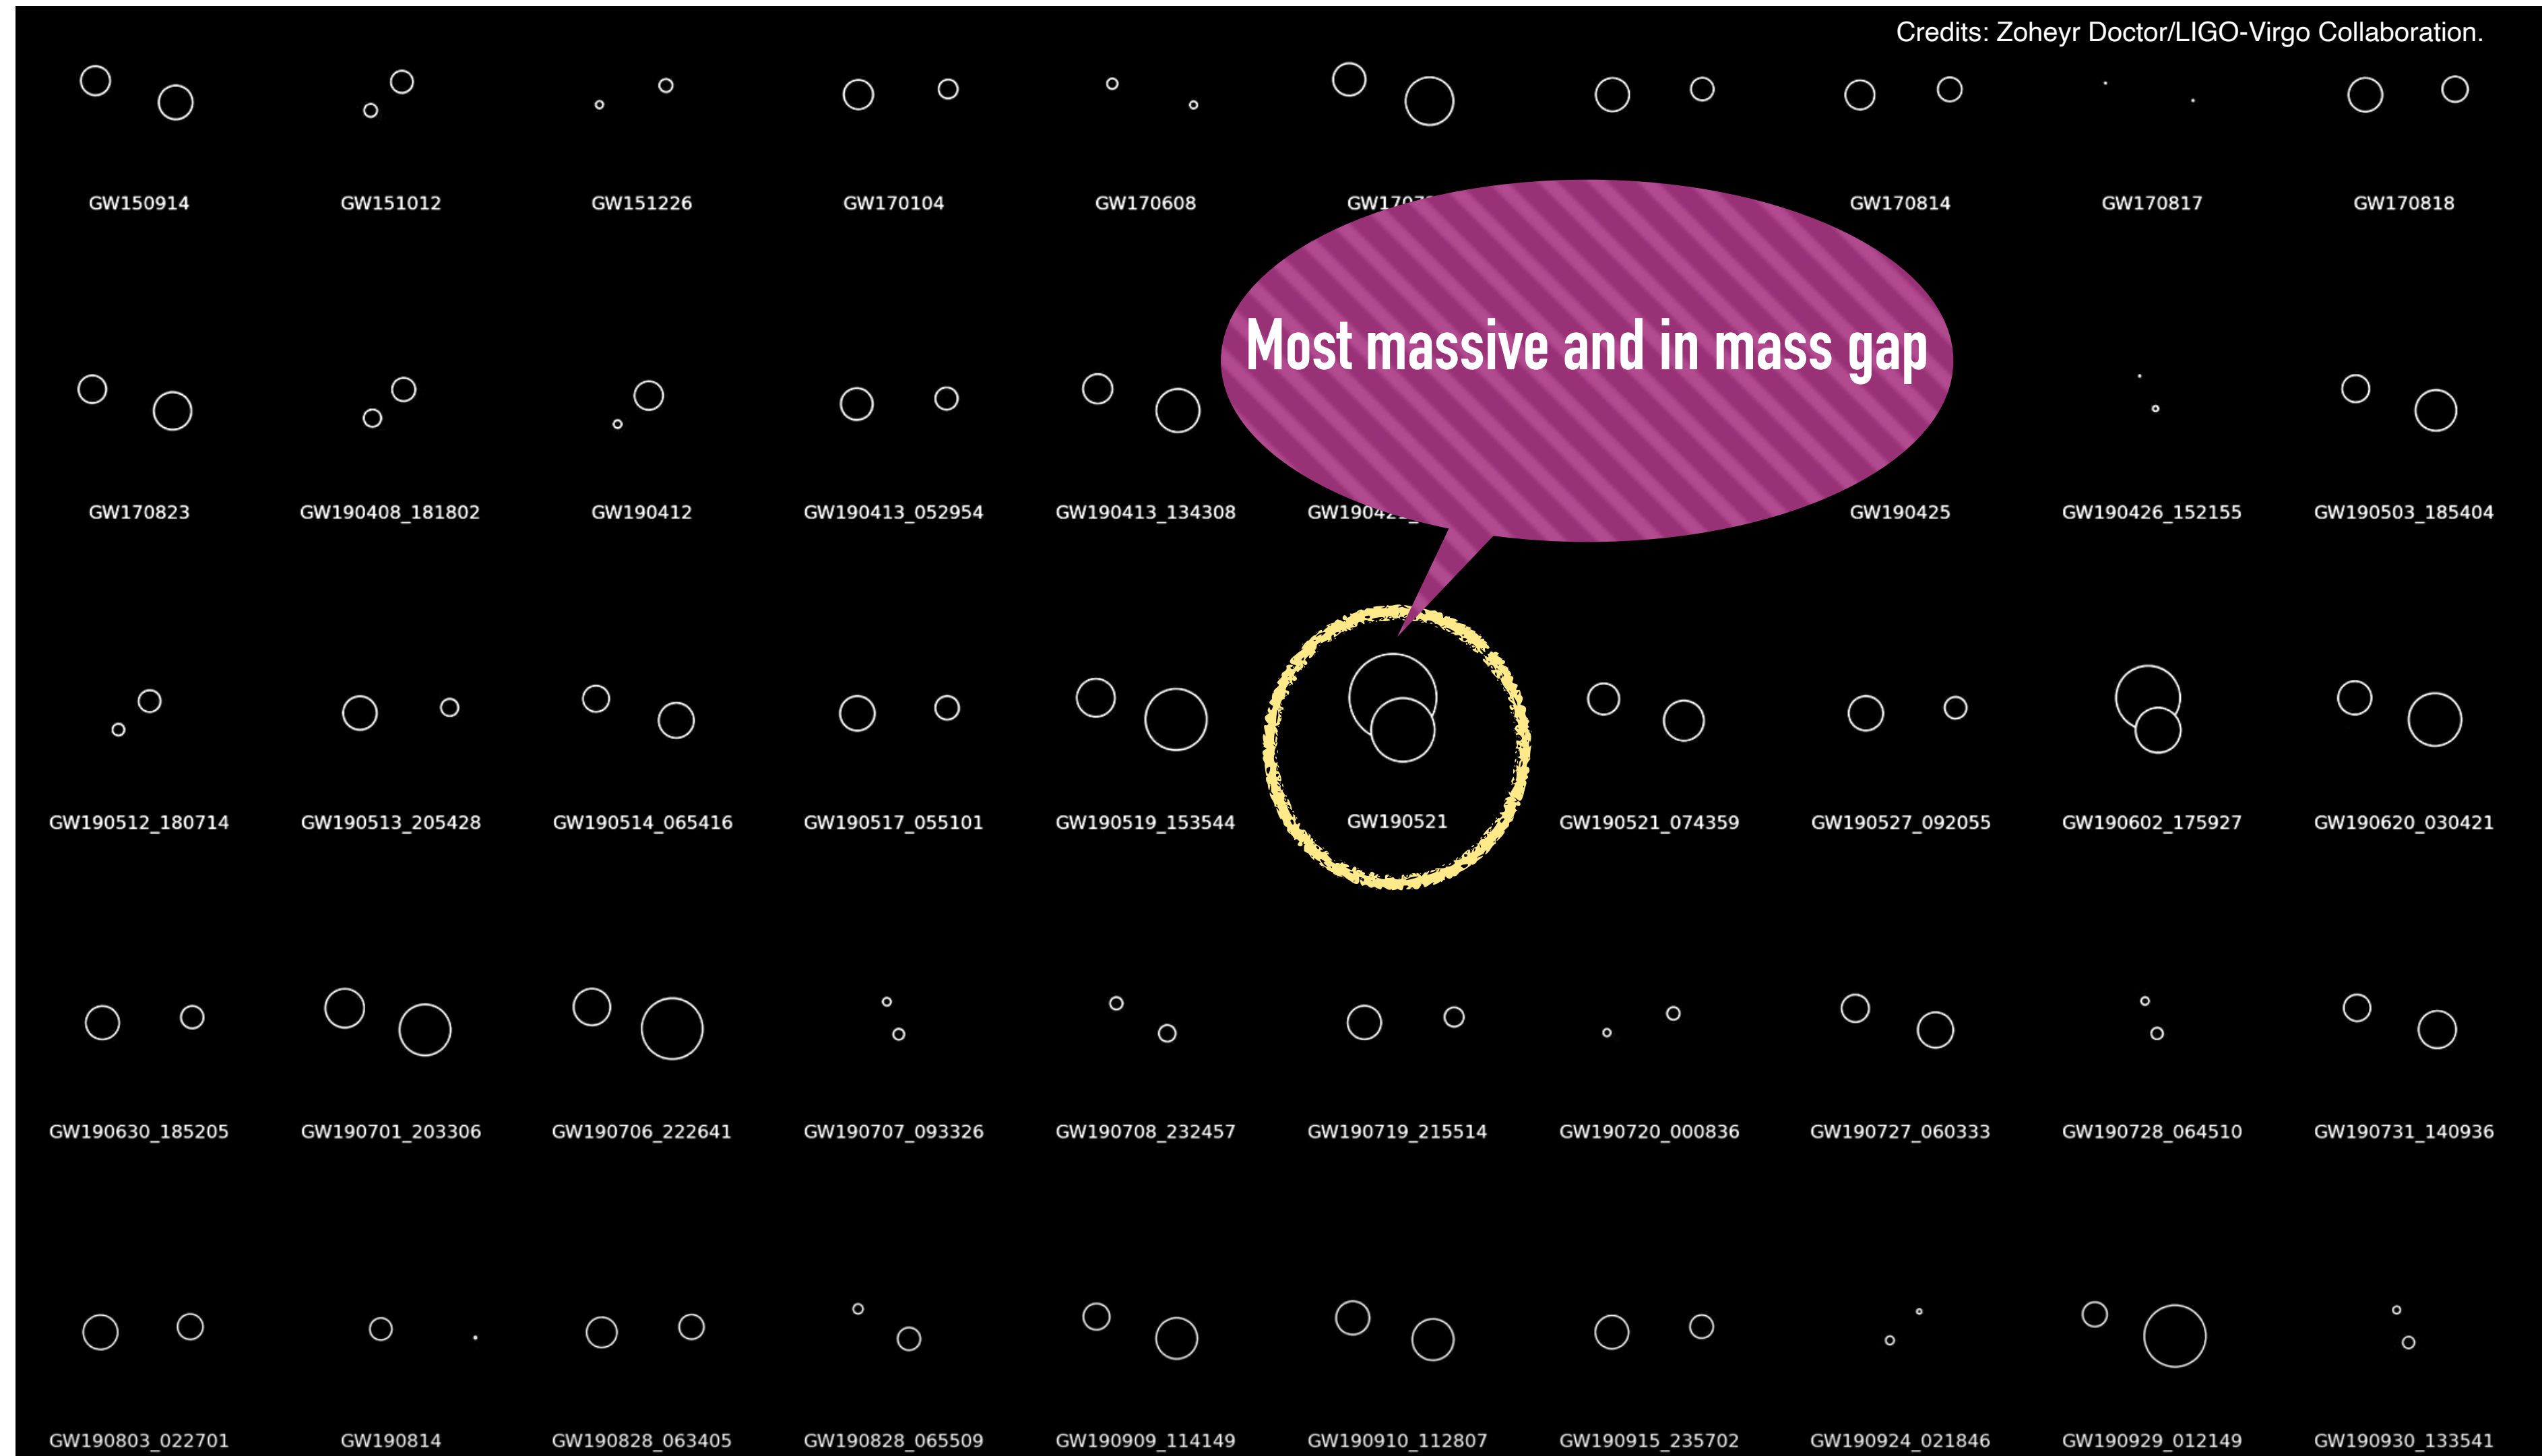 Credits: Zoheyr Doctor/LIGO-Virgo Collaboration.
GW150914 GW151012 GW151226 GW170104 GW170608 GW170814 GW170817 GW170818
Most massive and in mass gap
GW170823 GW190408_181802 GW190412 GW190413_052954 GW190413_134308 GW190425 GW190426_152155 GW190503_185404
GW190512_180714 GW190513_205428 GW190514_065416 GW190517_055101 GW190519_153544 GW190521 GW190521_074359 GW190527_092055 GW190602_175927 GW190620_030421
GW190630_185205 GW190701_203306 GW190706_222641 GW190707_093326 GW190708_232457 GW190719_215514 GW190720_000836 GW190727_060333 GW190728_064510 GW190731_140936
GW190803_022701 GW190814 GW190828_063405 GW190828_065509 GW190909_114149 GW190910_112807 GW190915_235702 GW190924_021846 GW190929_012149 GW190930_133541